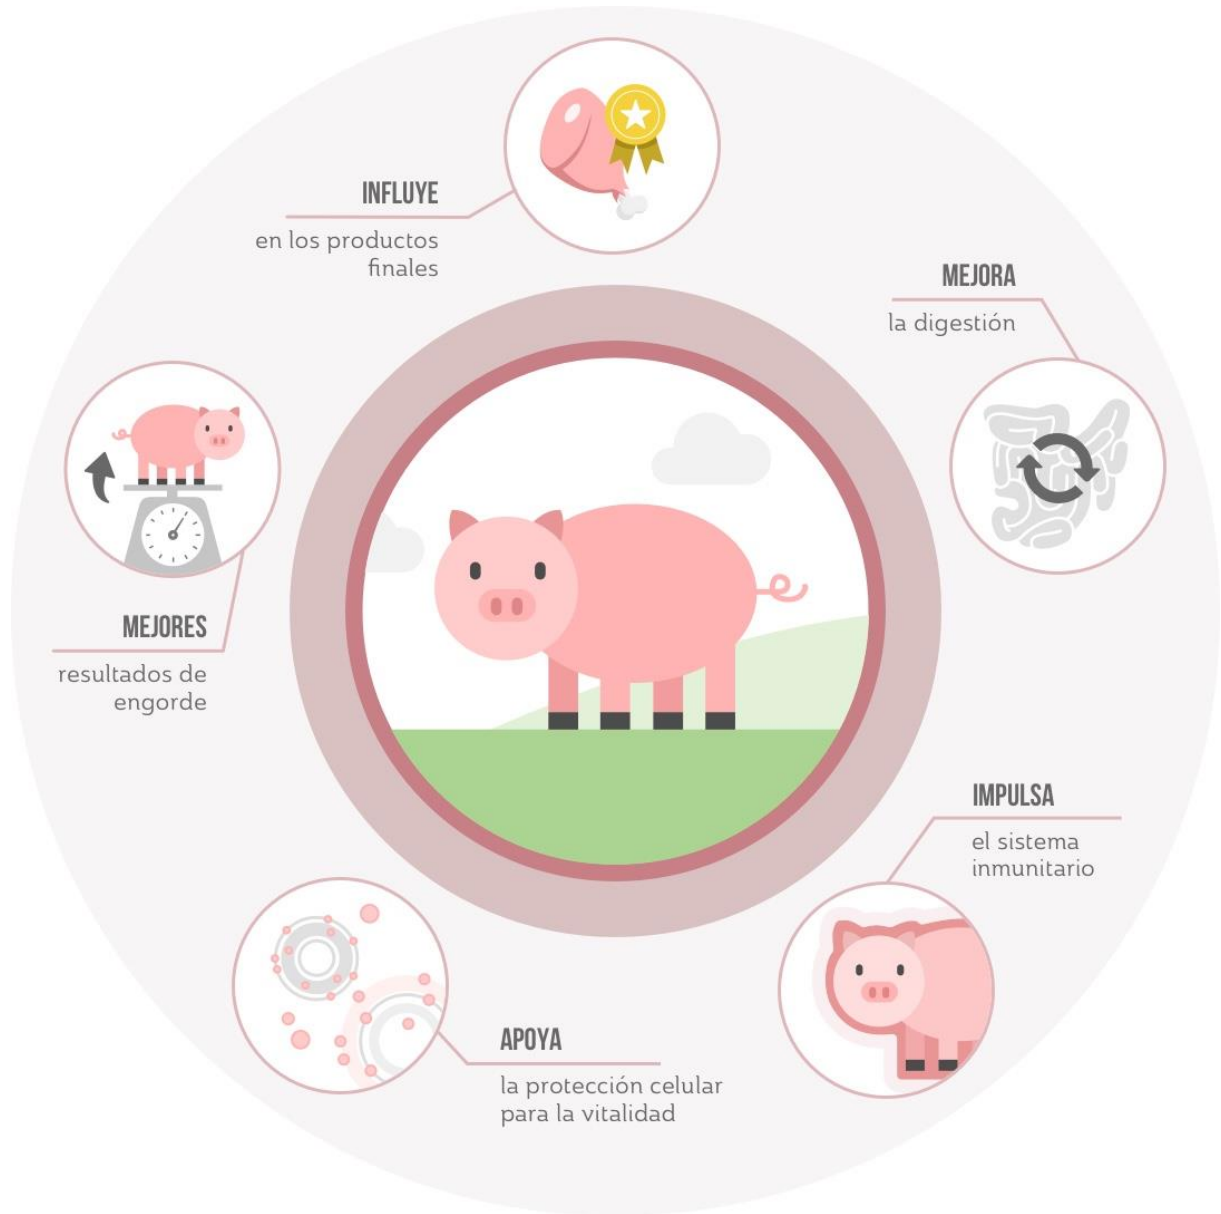 INFLUYE
en los productos
finales
MEJORA
la digestión
MEJORES
resultados de
engorde
IMPULSA
el sistema
inmunitario
APOYA
la protección celular
para la vitalidad